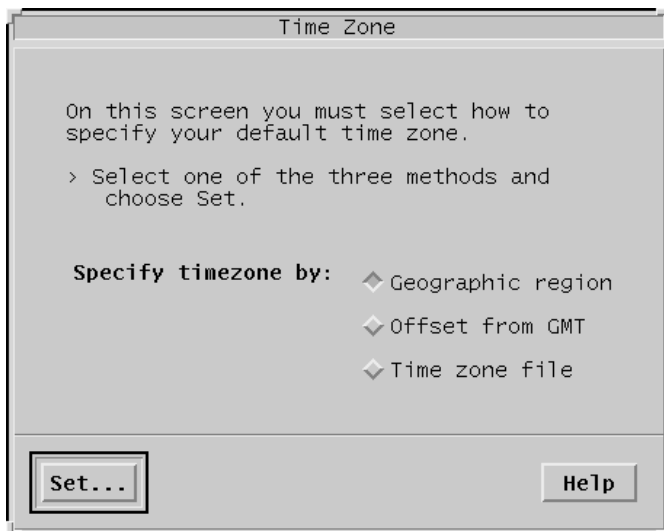 Time Zone
On this screen you must select how to
specify your default time zone.
> Select one of the three methods and
choose Set.
Specify timezone by:
Geographic region
Offset from GMT
Time zone file
Set...
Help